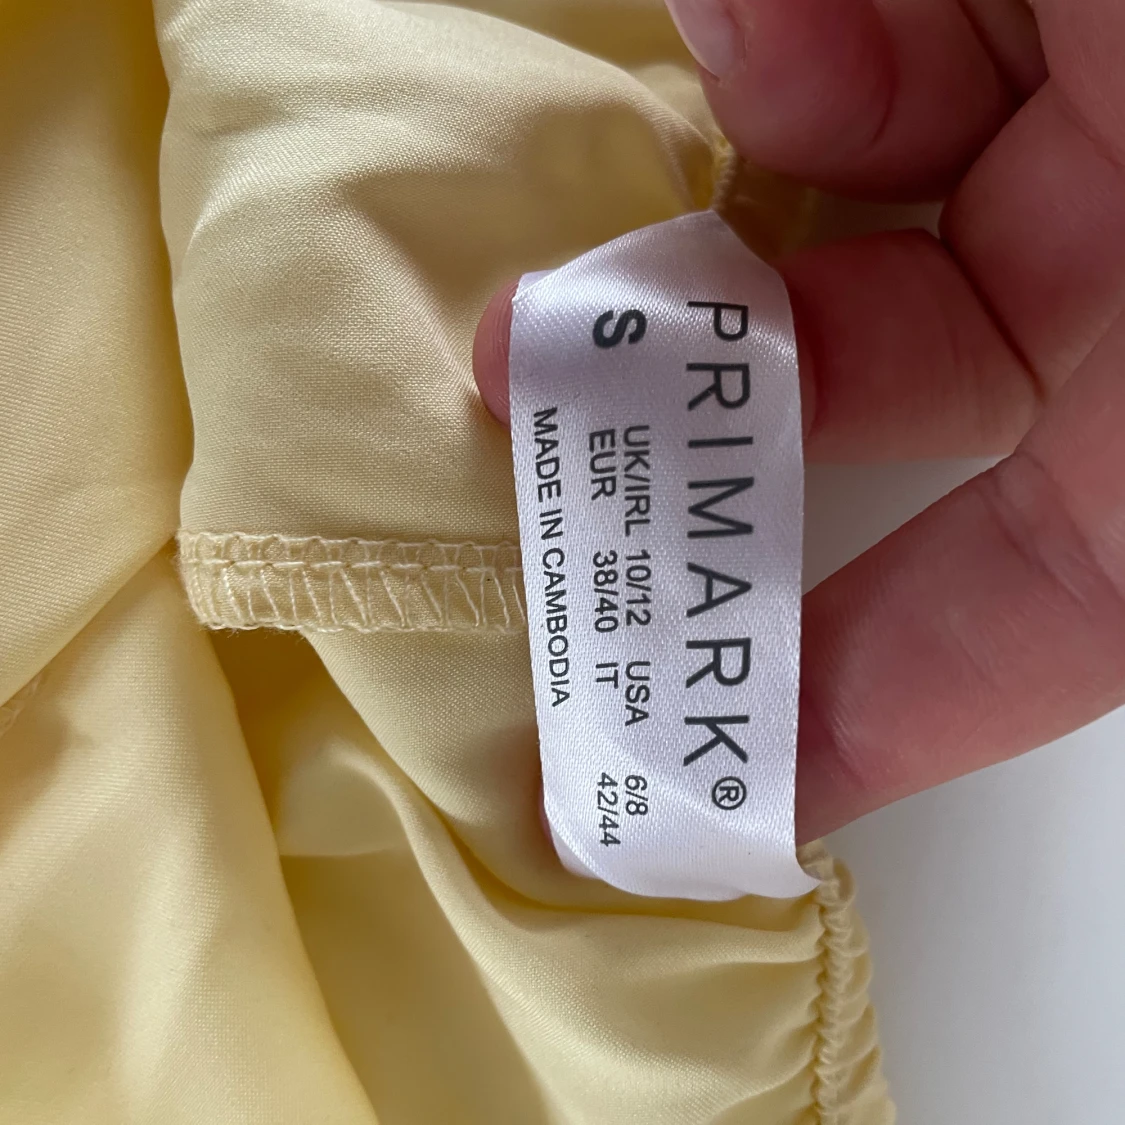 PRIMARK®
S UK/IRL 10/12 USA 6/8
EUR 38/40 IT 42/44
MADE IN CAMBODIA